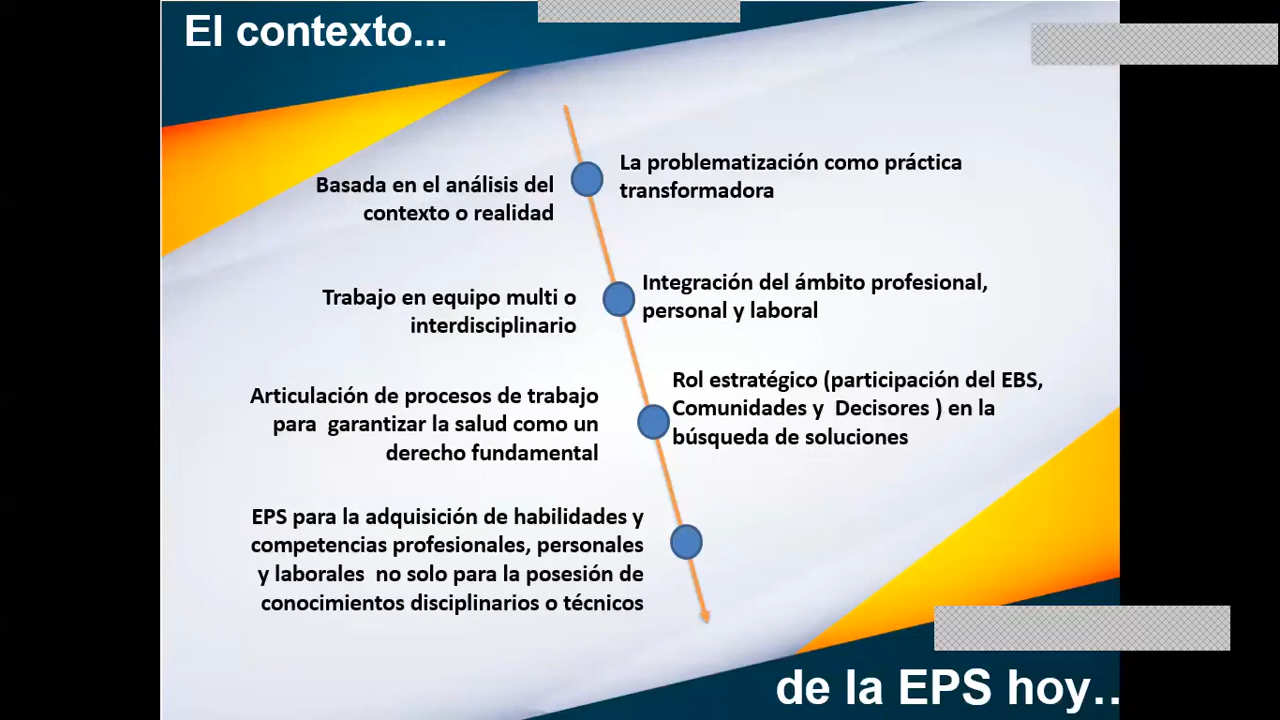 El contexto...
La problematización como práctica
transformadora
Basada en el análisis del
contexto o realidad
Integración del ámbito profesional,
personal y laboral
Trabajo en equipo multi o
interdisciplinario
Rol estratégico (participación del EBS,
Comunidades y  Decisores ) en la
búsqueda de soluciones
Articulación de procesos de trabajo
para  garantizar la salud como un
derecho fundamental
EPS para la adquisición de habilidades y
competencias profesionales, personales
y laborales  no solo para la posesión de
conocimientos disciplinarios o técnicos
de la EPS hoy..